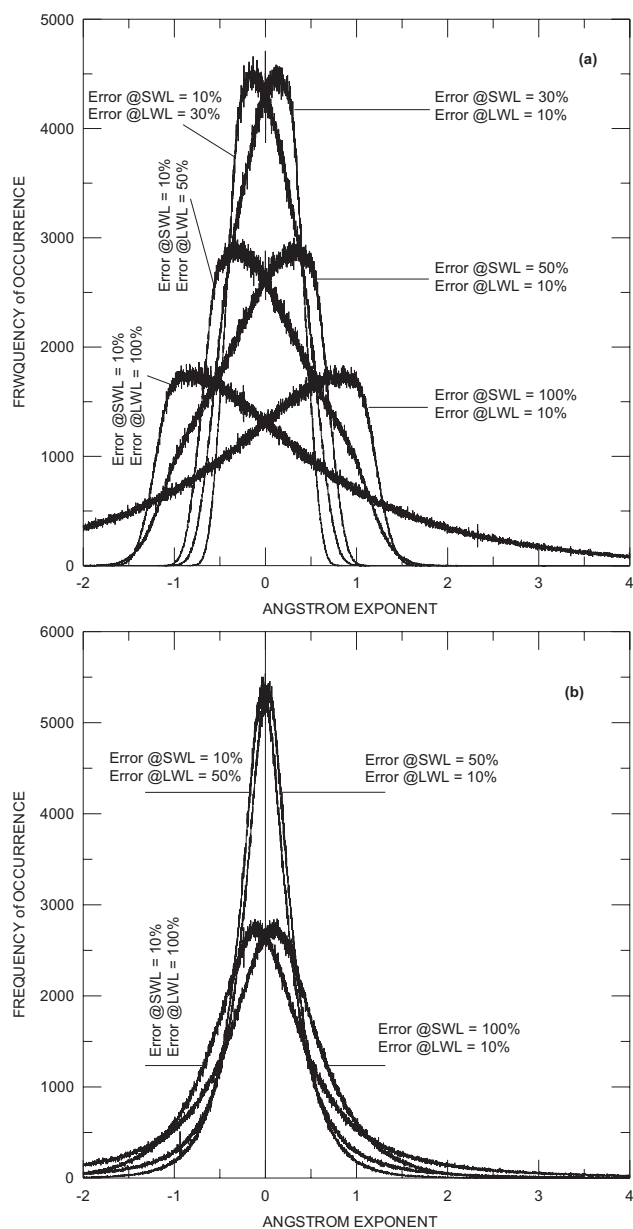 5000
(a)
Error @SWL = 10%
Error @LWL = 30%
Error @SWL = 30%
Error @LWL = 10%
4000
Error @SWL = 10%
Error @LWL = 50%
3000
Error @SWL = 50%
Error @LWL = 10%
FRWQUENCY of OCCURRENCE
2000
Error @SWL = 10%
Error @LWL = 100%
Error @SWL = 100%
Error @LWL = 10%
1000
0
-2 -1 0 1 2 3 4
ANGSTROM EXPONENT
6000
(b)
5000
Error @SWL = 10%
Error @LWL = 50%
Error @SWL = 50%
Error @LWL = 10%
4000
FREQUENCY of OCCURRENCE
3000
Error @SWL = 10%
Error @LWL = 100%
2000
Error @SWL = 100%
Error @LWL = 10%
1000
0
-2 -1 0 1 2 3 4
ANGSTROM EXPONENT